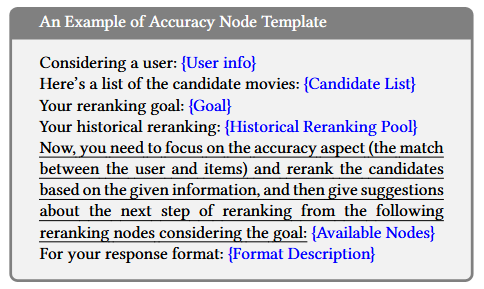 An Example of Accuracy Node Template
Considering a user: {User info}
Here's a list of the candidate movies: {Candidate List}
Your reranking goal: {Goal}
Your historical reranking: {Historical Reranking Pool}
Now, you need to focus on the accuracy aspect (the match
between the user and items) and rerank the candidates
based on the given information, and then give suggestions
about the next step of reranking from the following
reranking nodes considering the goal: {Available Nodes}
For your response format: {Format Description}